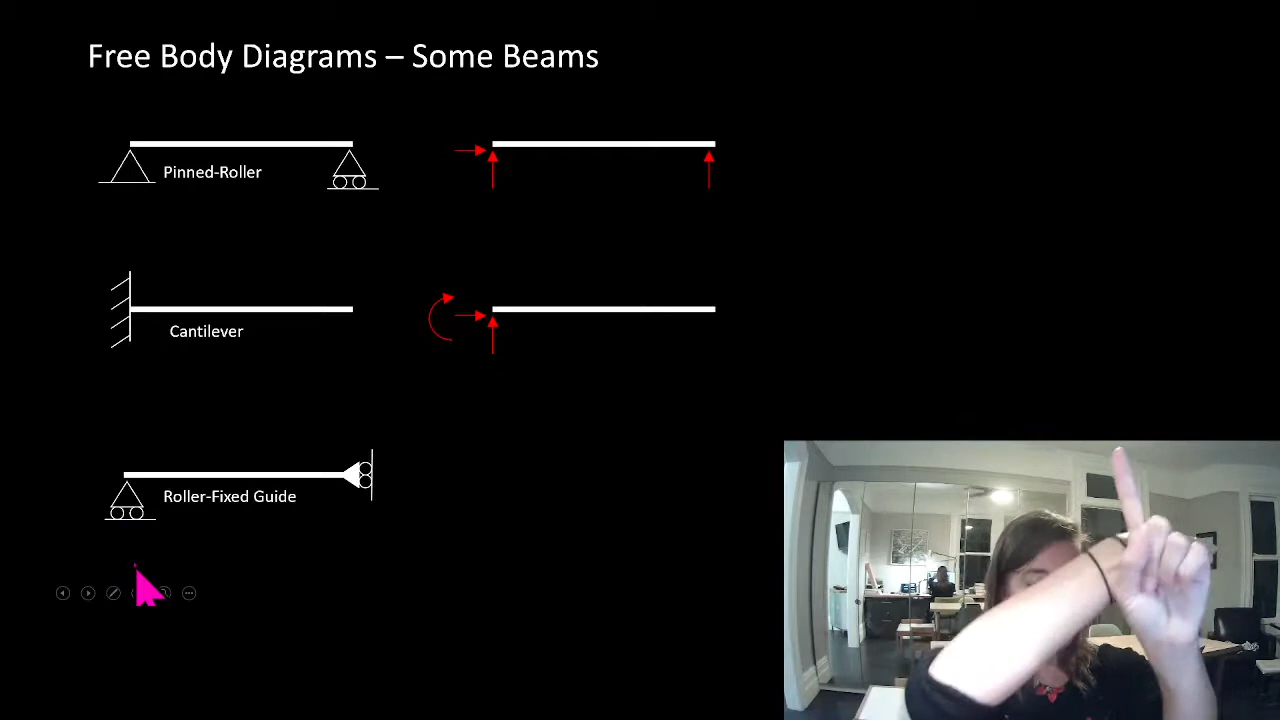 Free Body Diagrams – Some Beams
Pinned-Roller
Cantilever
Roller-Fixed Guide